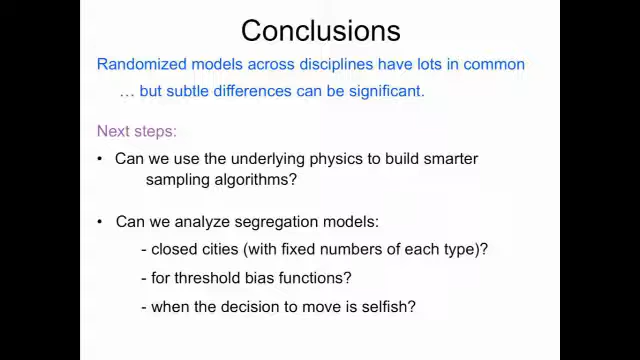 Conclusions
Randomized models across disciplines have lots in common
… but subtle differences can be significant.
Next steps:
• Can we use the underlying physics to build smarter
sampling algorithms?
• Can we analyze segregation models:
- closed cities (with fixed numbers of each type)?
- for threshold bias functions?
- when the decision to move is selfish?